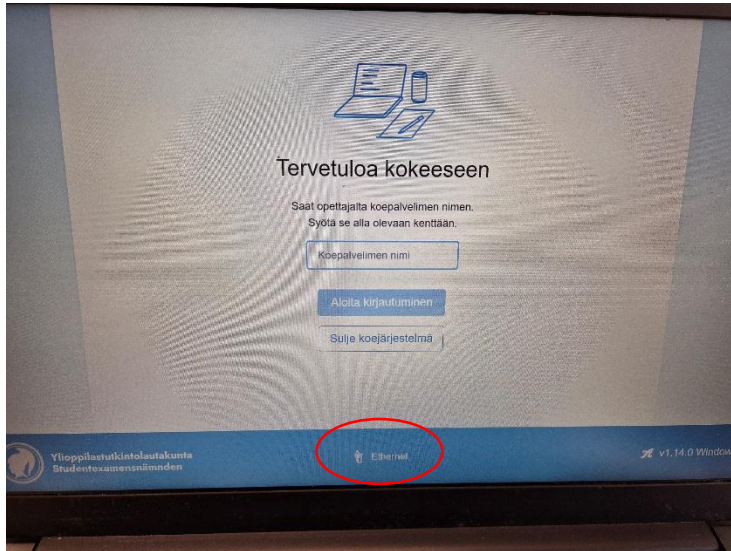 Tervetuloa kokeeseen
Saat opettajalta koepalvelimen nimen.
Syötä se alla olevaan kenttään.
Koepalvelimen nimi
Aloita kirjautuminen
Sulje koejärjestelmä
Ylioppilastutkintolautakunta
Studentexamensnämnden
Ethernet
v1.14.0 Window